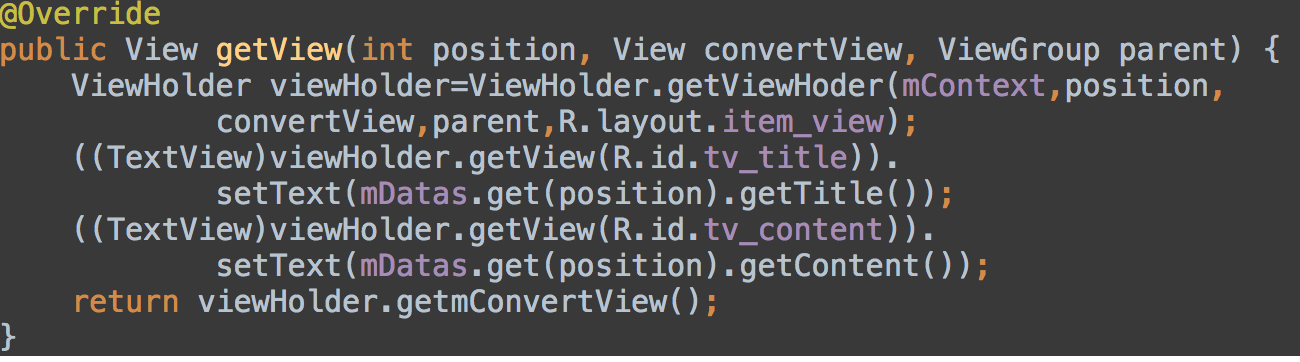 @Override
public View getView(int position, View convertView, ViewGroup parent) {
    ViewHolder viewHolder=ViewHolder.getViewHoder(mContext,position,
            convertView,parent,R.layout.item_view);
    ((TextView)viewHolder.getView(R.id.tv_title)).
            setText(mDatas.get(position).getTitle());
    ((TextView)viewHolder.getView(R.id.tv_content)).
            setText(mDatas.get(position).getContent());
    return viewHolder.getmConvertView();
}